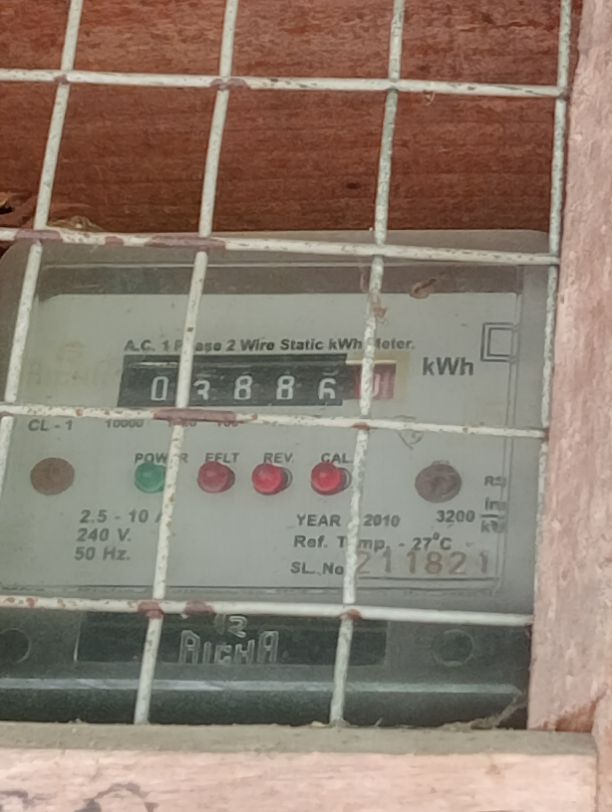 A.C. 1 Phase 2 Wire Static kWh Meter.
03886
kWh
CL - 1
POWER EFLT REV. CAL
2.5 - 10 A
240 V.
50 Hz.
YEAR 2010
3200
Ref. Temp. - 27°C
SL. No 211821